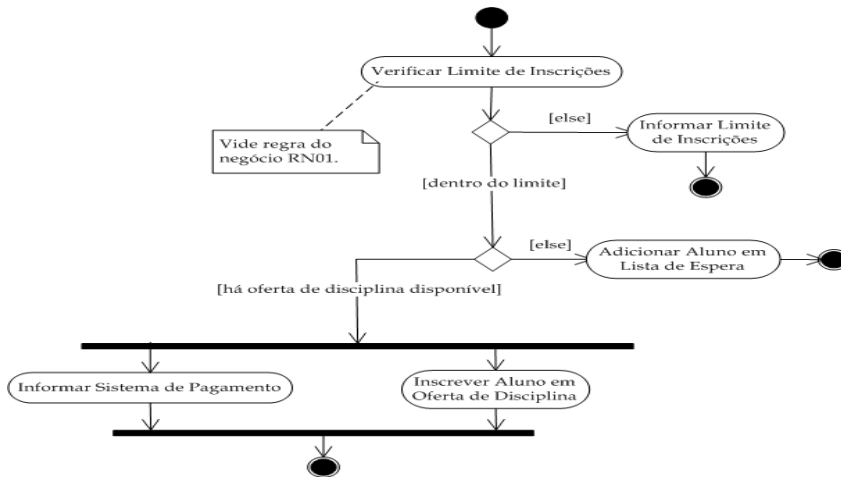 Verificar Limite de Inscrições
[else]
Informar Limite
de Inscrições
Vide regra do
negócio RN01.
[dentro do limite]
[else]
Adicionar Aluno em
Lista de Espera
[há oferta de disciplina disponível]
Informar Sistema de Pagamento
Inscrever Aluno em
Oferta de Disciplina